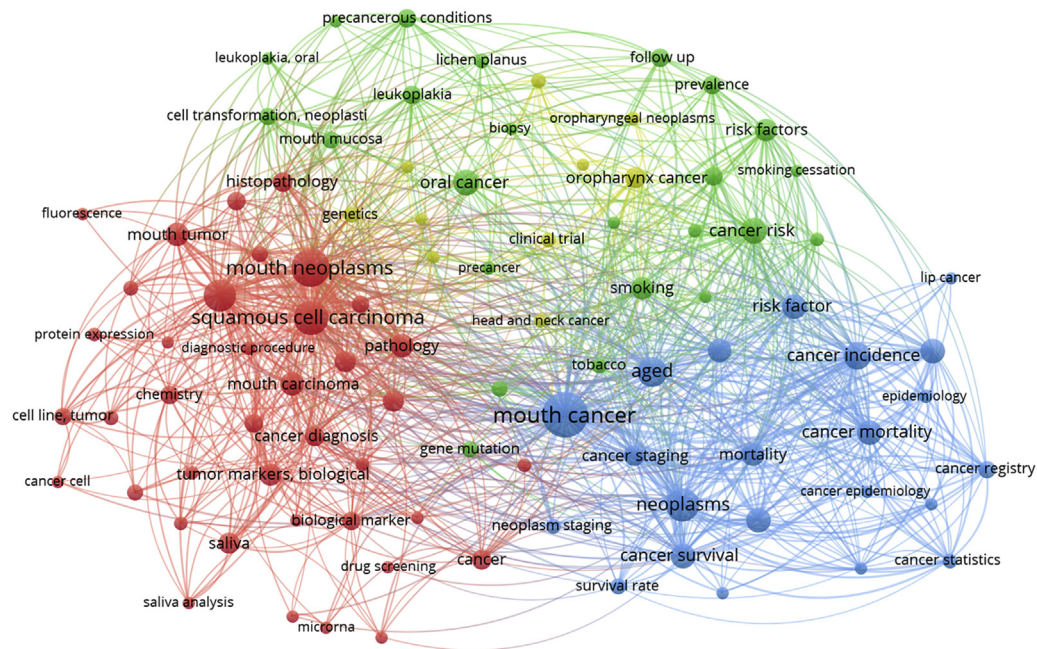 precancerous conditions
leukoplakia, oral
lichen planus
follow up
prevalence
leukoplakia
cell transformation, neoplasti
biopsy
oropharyngeal neoplasms
risk factors
mouth mucosa
smoking cessation
histopathology
oral cancer
oropharynx cancer
fluorescence
genetics
mouth tumor
clinical trial
cancer risk
mouth neoplasms
precancer
lip cancer
smoking
risk factor
squamous cell carcinoma
head and neck cancer
protein expression
diagnostic procedure
pathology
cancer incidence
tobacco
aged
mouth carcinoma
chemistry
epidemiology
cell line, tumor
mouth cancer
cancer diagnosis
cancer mortality
gene mutation
cancer staging
mortality
tumor markers, biological
cancer registry
cancer cell
cancer epidemiology
neoplasms
biological marker
neoplasm staging
saliva
cancer
cancer survival
cancer statistics
drug screening
survival rate
saliva analysis
microrna